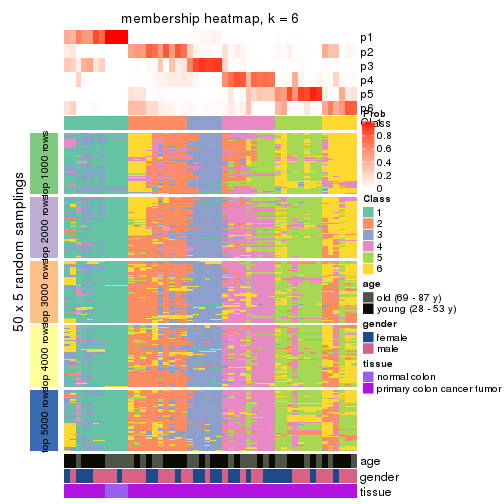 membership heatmap, k = 6
p1
p2
p3
p4
p5
p6
Class
Prob
1
0.8
0.6
0.4
0.2
0
Class
1
2
3
4
5
6
age
old (69 - 87 y)
young (28 - 53 y)
gender
female
male
tissue
normal colon
primary colon cancer tumor
50 x 5 random samplings
top 1000 rows
top 2000 rows
top 3000 rows
top 4000 rows
top 5000 rows
age
gender
tissue